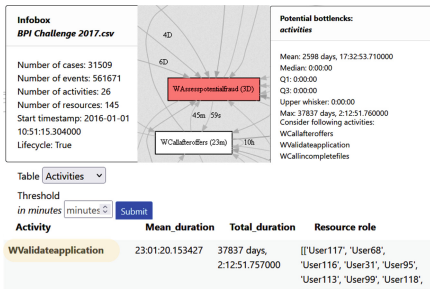 Infobox
BPI Challenge 2017.csv
Number of cases: 31509
Number of events: 561671
Number of activities: 26
Number of resources: 145
Start timestamp: 2016-01-01
10:51:15.304000
Lifecycle: True
4D
6D
WAssesspotentialfraud (3D)
45m 59s
WCallafteroffers (23m)
10h
Potential bottlencks:
activities
Mean: 2598 days, 17:32:53.710000
Median: 0:00:00
Q1: 0:00:00
Q3: 0:00:00
Upper whisker: 0:00:00
Max: 37837 days, 2:12:51.760000
Consider following activities:
WCallafteroffers
WValidateapplication
WCallincompletefiles
Table Activities
Threshold
in minutes minutes Submit
Activity Mean_duration Total_duration Resource role
WValidateapplication 23:01:20.153427 37837 days, [['User117', 'User68',
2:12:51.757000 'User116', 'User31', 'User95',
'User113', 'User99', 'User118',